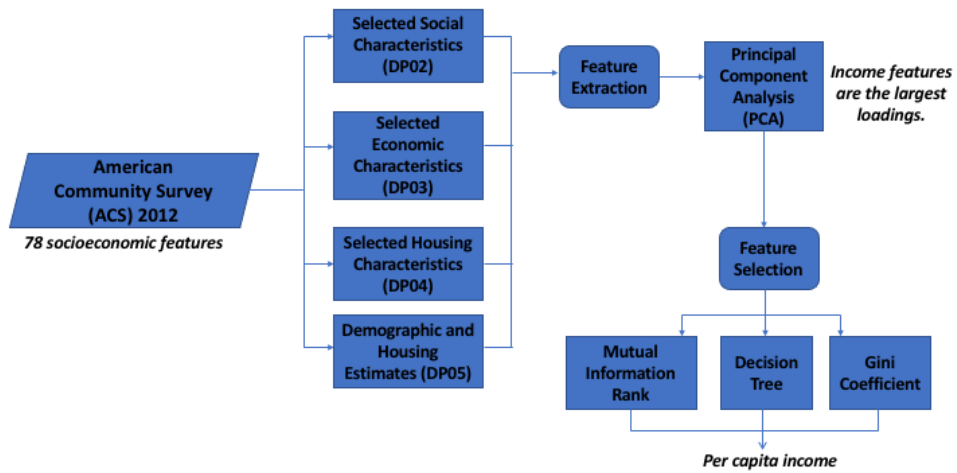 American
Community Survey
(ACS) 2012
78 socioeconomic features
Selected Social
Characteristics
(DP02)
Selected
Economic
Characteristics
(DP03)
Selected Housing
Characteristics
(DP04)
Demographic and
Housing
Estimates (DP05)
Feature
Extraction
Principal
Component
Analysis
(PCA)
Income features
are the largest
loadings.
Feature
Selection
Mutual
Information
Rank
Decision
Tree
Gini
Coefficient
Per capita income